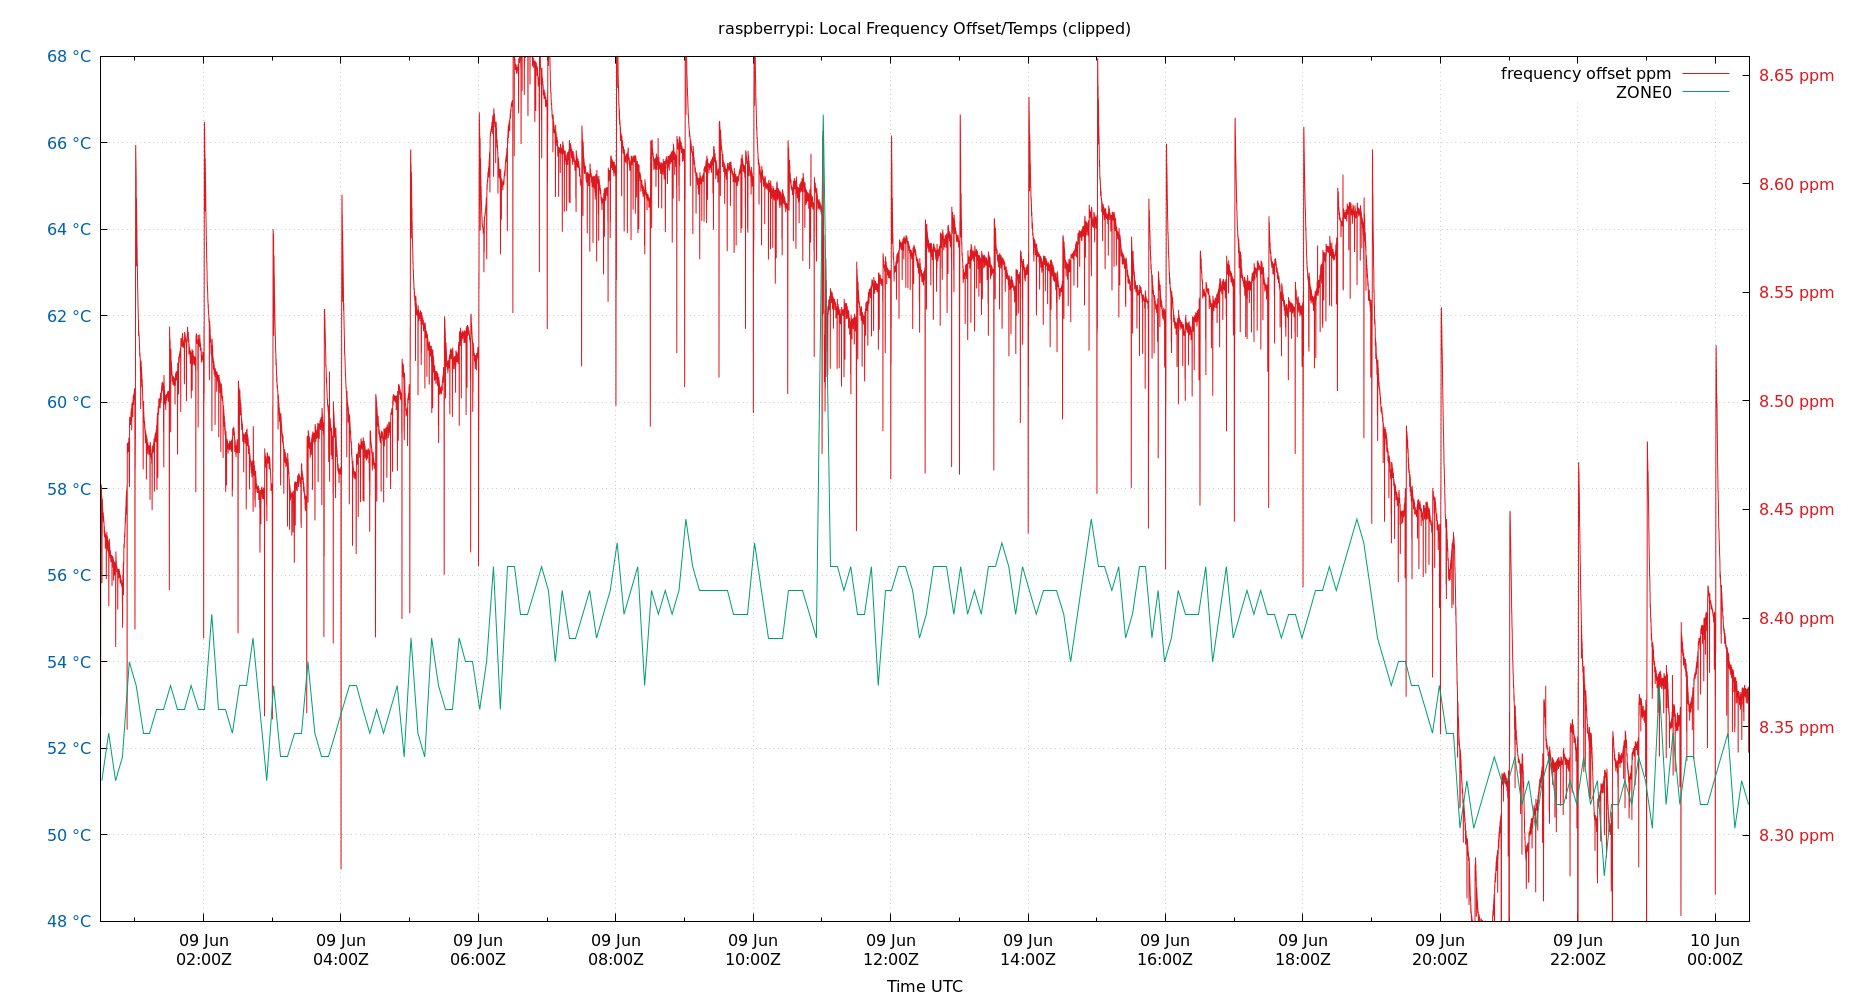 raspberrypi: Local Frequency Offset/Temps (clipped)
68 °C
66 °C
64 °C
62 °C
60 °C
58 °C
56 °C
54 °C
52 °C
50 °C
48 °C
frequency offset ppm
ZONE0
8.65 ppm
8.60 ppm
8.55 ppm
8.50 ppm
8.45 ppm
8.40 ppm
8.35 ppm
8.30 ppm
09 Jun
02:00Z
09 Jun
04:00Z
09 Jun
06:00Z
09 Jun
08:00Z
09 Jun
10:00Z
09 Jun
12:00Z
09 Jun
14:00Z
09 Jun
16:00Z
09 Jun
18:00Z
09 Jun
20:00Z
09 Jun
22:00Z
10 Jun
00:00Z
Time UTC